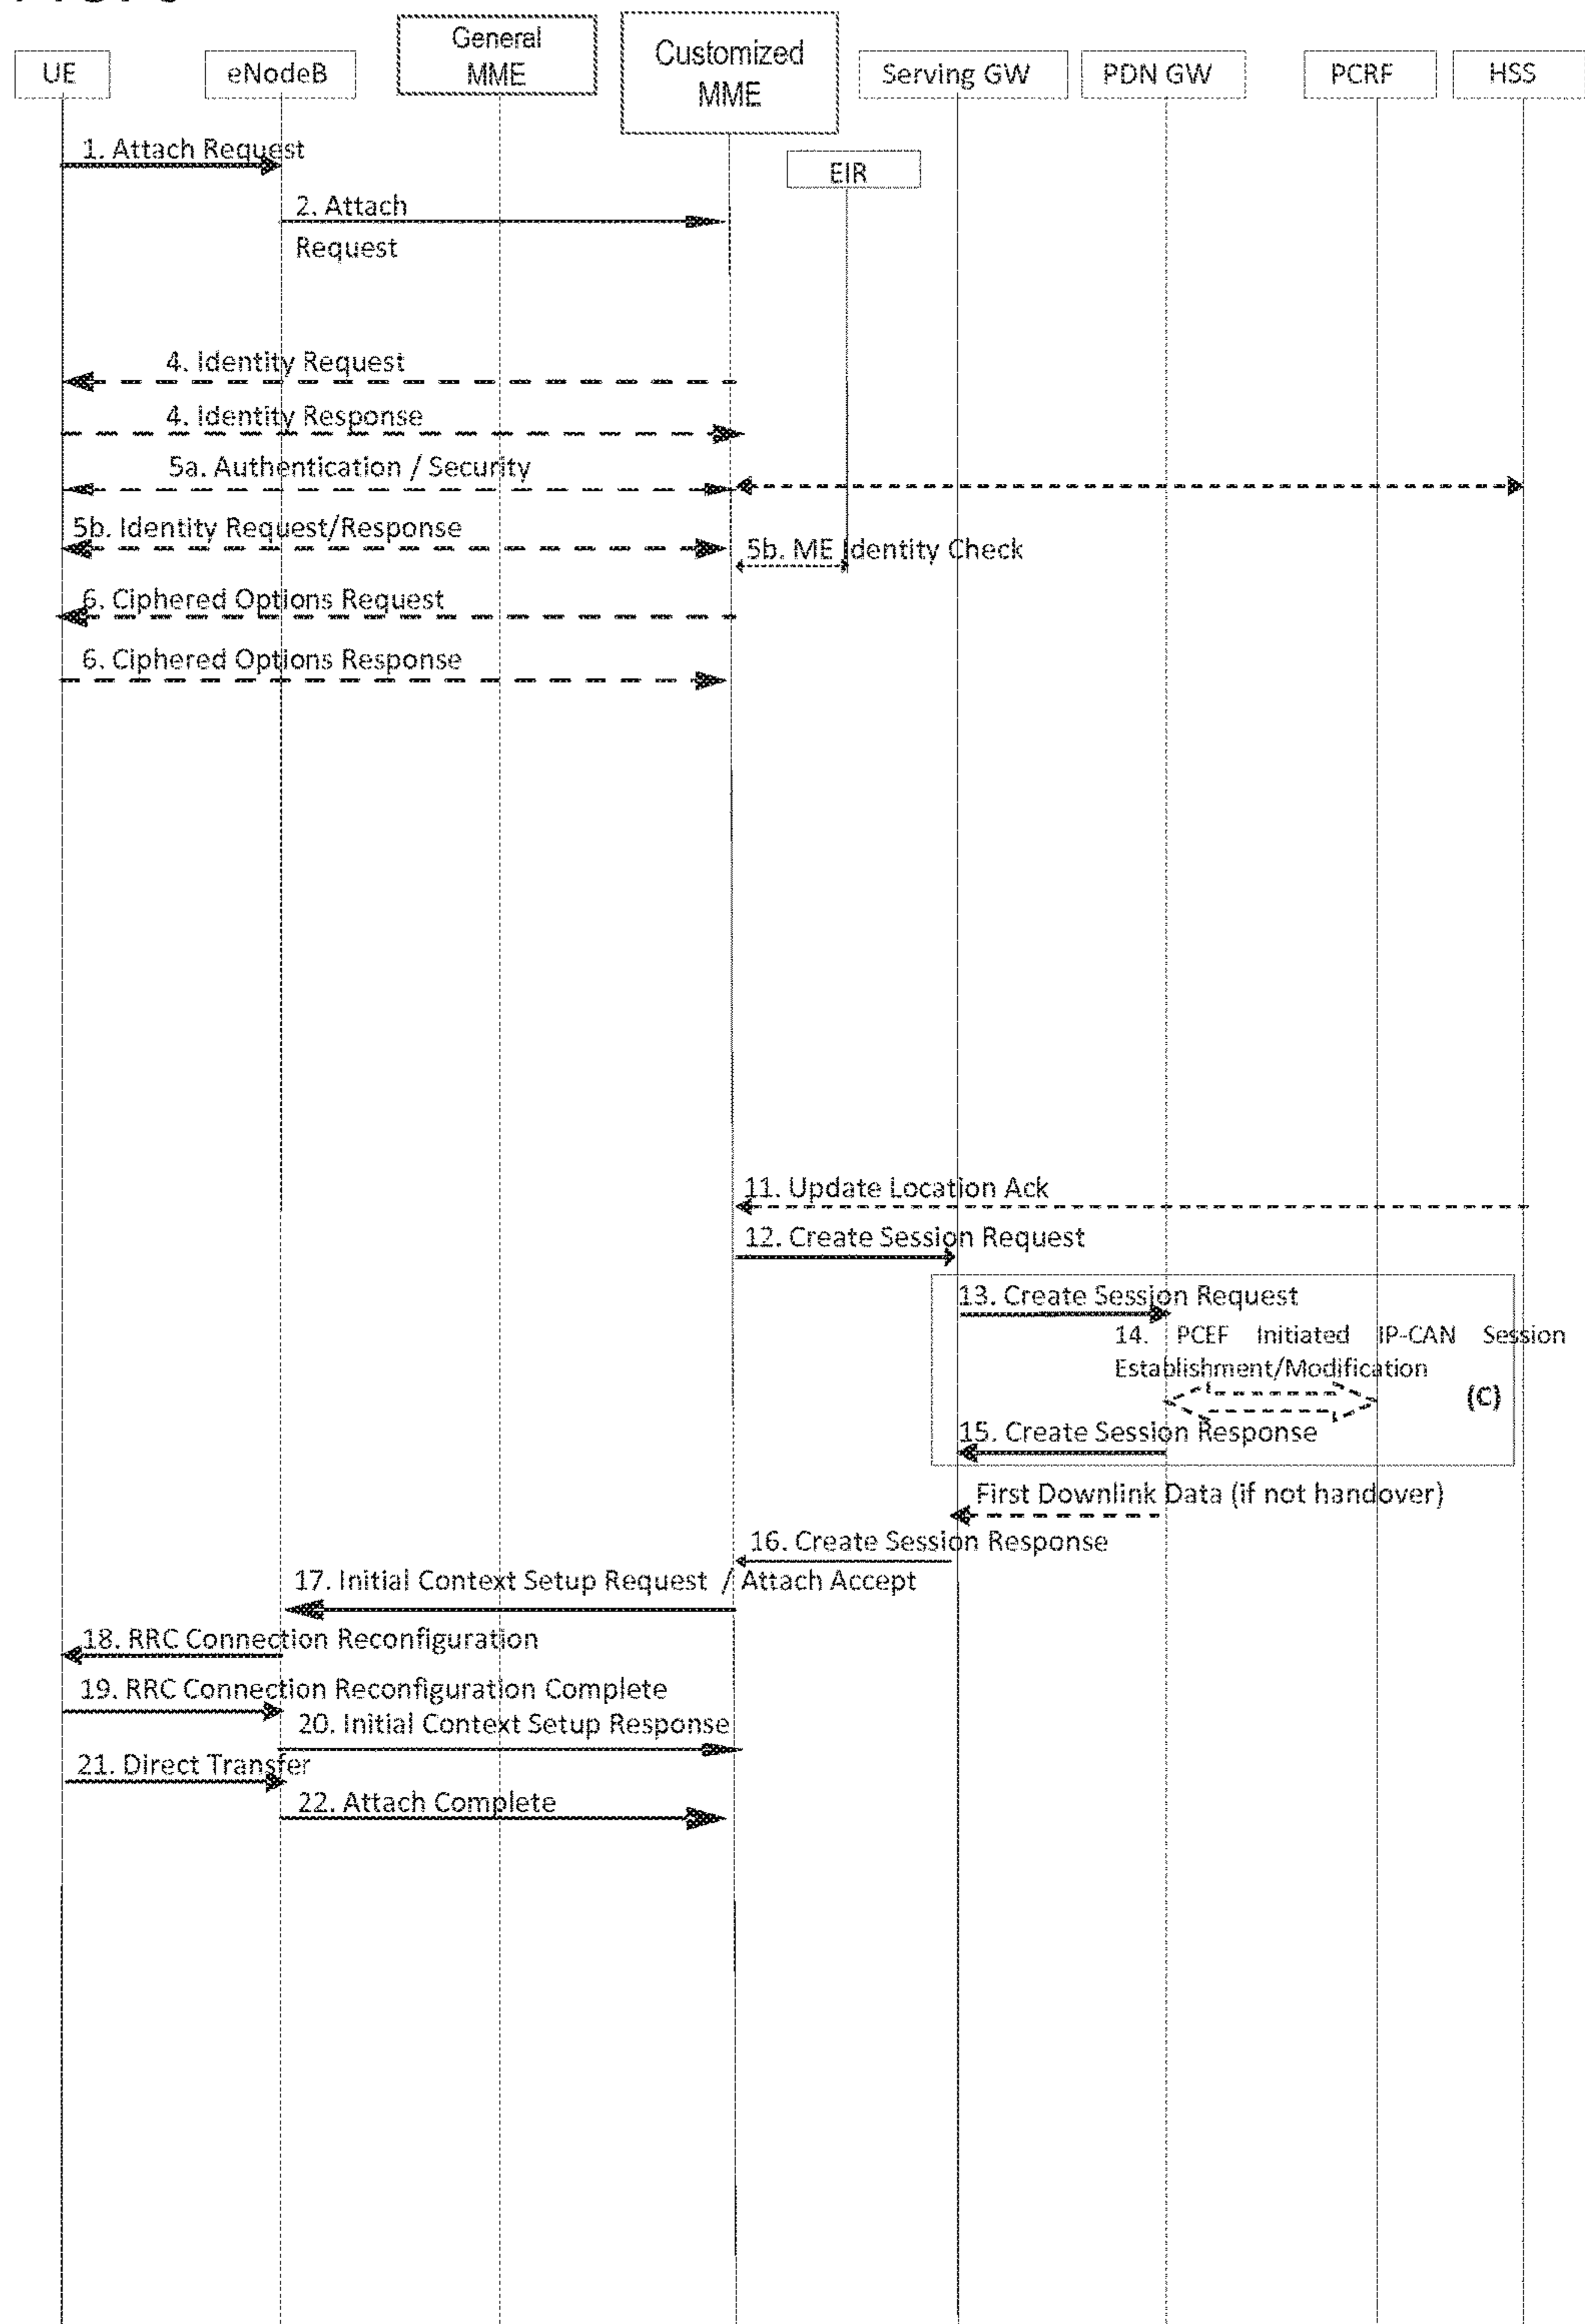 UE
eNodeB
General
MME
Customized
MME
Serving GW
PDN GW
PCRF
HSS
1. Attach Request
EIR
2. Attach
Request
4. Identity Request
4. Identity Response
5a. Authentication / Security
5b. Identity Request/Response
5b. ME Identity Check
6. Ciphered Options Request
6. Ciphered Options Response
11. Update Location Ack
12. Create Session Request
13. Create Session Request
14. PCEF Initiated IP-CAN Session
Establishment/Modification
(C)
15. Create Session Response
First Downlink Data (if not handover)
16. Create Session Response
17. Initial Context Setup Request / Attach Accept
18. RRC Connection Reconfiguration
19. RRC Connection Reconfiguration Complete
20. Initial Context Setup Response
21. Direct Transfer
22. Attach Complete